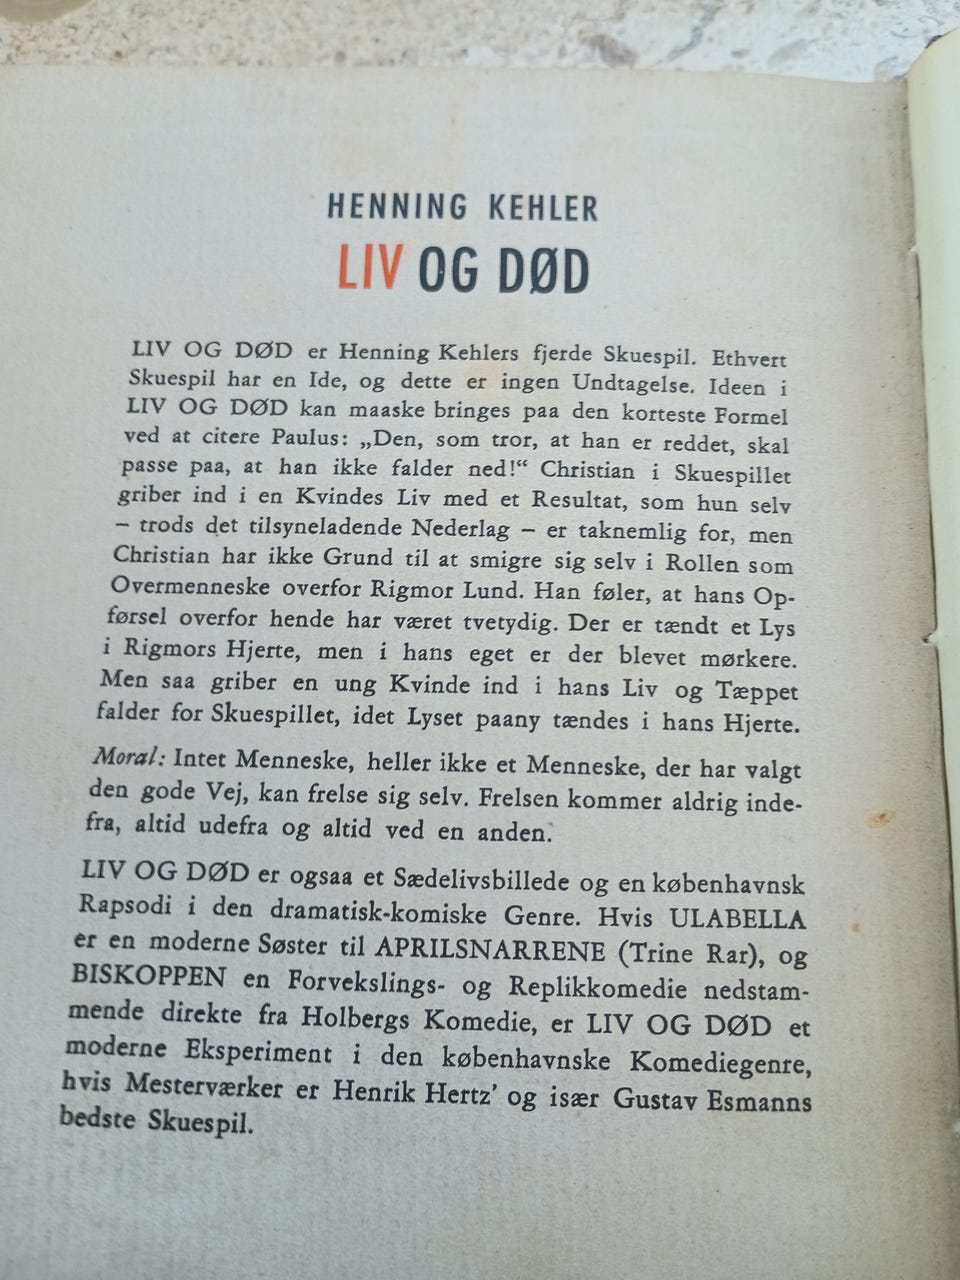 HENNING KEHLER
LIV OG DØD
LIV OG DØD er Henning Kehlers fjerde Skuespil. Ethvert
Skuespil har en Ide, og dette er ingen Undtagelse. Ideen i
LIV OG DØD kan maaske bringes paa den korteste Formel
ved at citere Paulus: „Den, som tror, at han er reddet, skal
passe paa, at han ikke falder ned!“ Christian i Skuespillet
griber ind i en Kvindes Liv med et Resultat, som hun selv
– trods det tilsyneladende Nederlag – er taknemlig for, men
Christian har ikke Grund til at smigre sig selv i Rollen som
Overmenneske overfor Rigmor Lund. Han føler, at hans Op-
førsel overfor hende har været tvetydig. Der er tændt et Lys
i Rigmors Hjerte, men i hans eget er der blevet mørkere.
Men saa griber en ung Kvinde ind i hans Liv og Tæppet
falder for Skuespillet, idet Lyset paany tændes i hans Hjerte.
Moral: Intet Menneske, heller ikke et Menneske, der har valgt
den gode Vej, kan frelse sig selv. Frelsen kommer aldrig inde-
fra, altid udefra og altid ved en anden.
LIV OG DØD er ogsaa et Sædelivsbillede og en københavnsk
Rapsodi i den dramatisk-komiske Genre. Hvis ULABELLA
er en moderne Søster til APRILSNARRENE (Trine Rar), og
BISKOPPEN en Forvekslings- og Replikkomedie nedstam-
mende direkte fra Holbergs Komedie, er LIV OG DØD et
moderne Eksperiment i den københavnske Komediegenre,
hvis Mesterværker er Henrik Hertz’ og især Gustav Esmanns
bedste Skuespil.